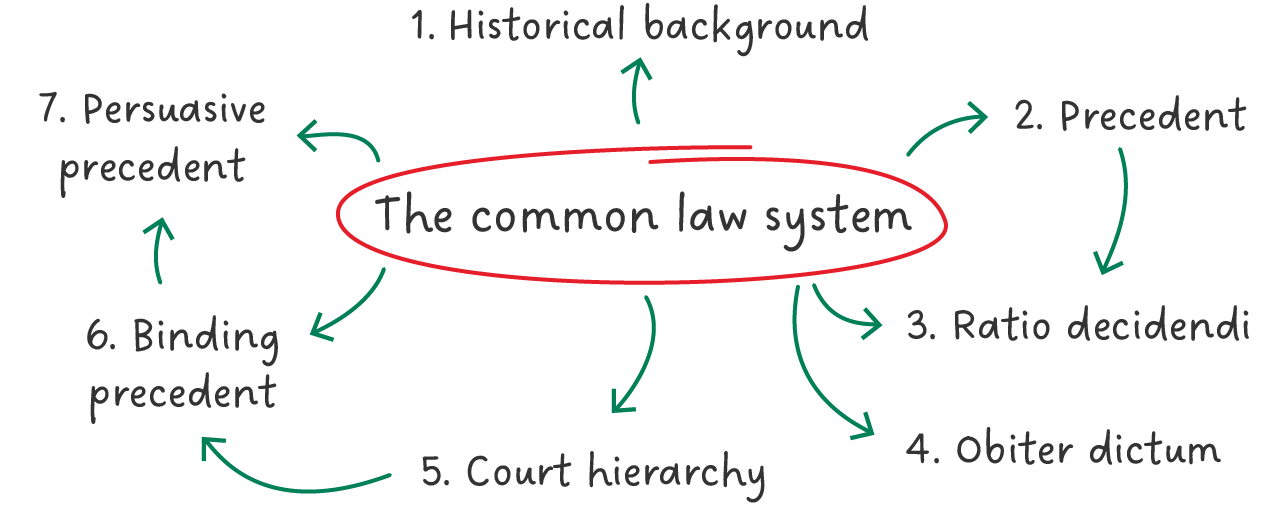 1. Historical background
2. Precedent
3. Ratio decidendi
4. Obiter dictum
5. Court hierarchy
6. Binding
precedent
7. Persuasive
precedent
The common law system